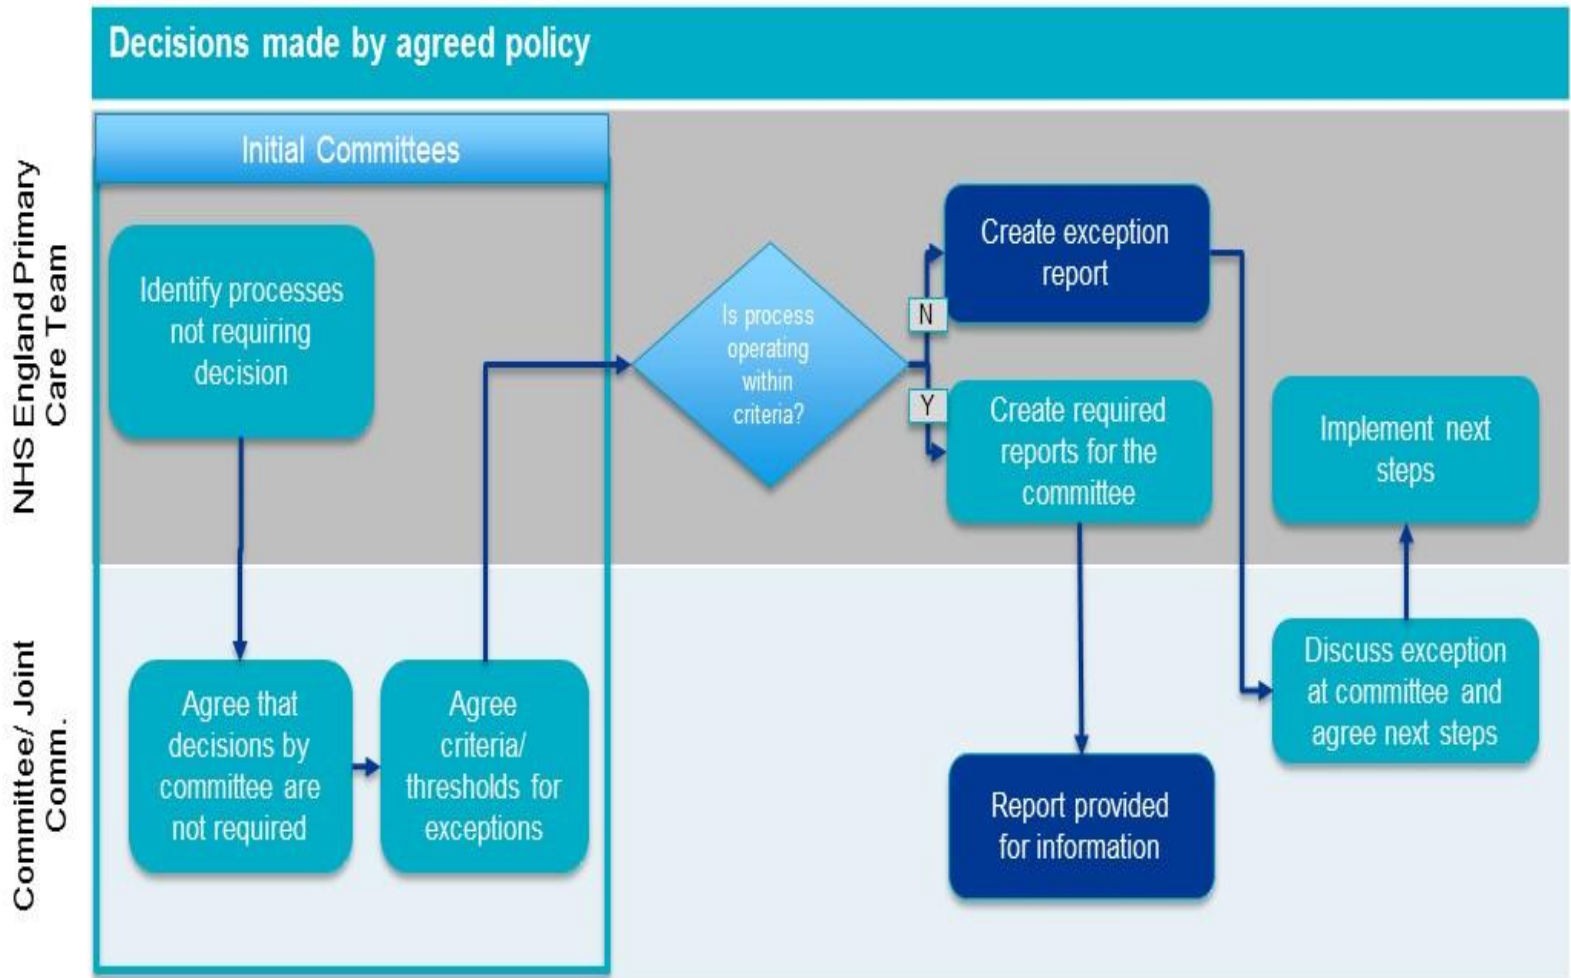 Decisions made by agreed policy
NHS England Primary
Care Team
Committee/ Joint
Comm.
Initial Committees
Identify processes
not requiring
decision
Agree that
decisions by
committee are
not required
Agree
criteria/
thresholds for
exceptions
Is process
operating
within
criteria?
N
Y
Create exception
report
Create required
reports for the
committee
Report provided
for information
Discuss exception
at committee and
agree next steps
Implement next
steps